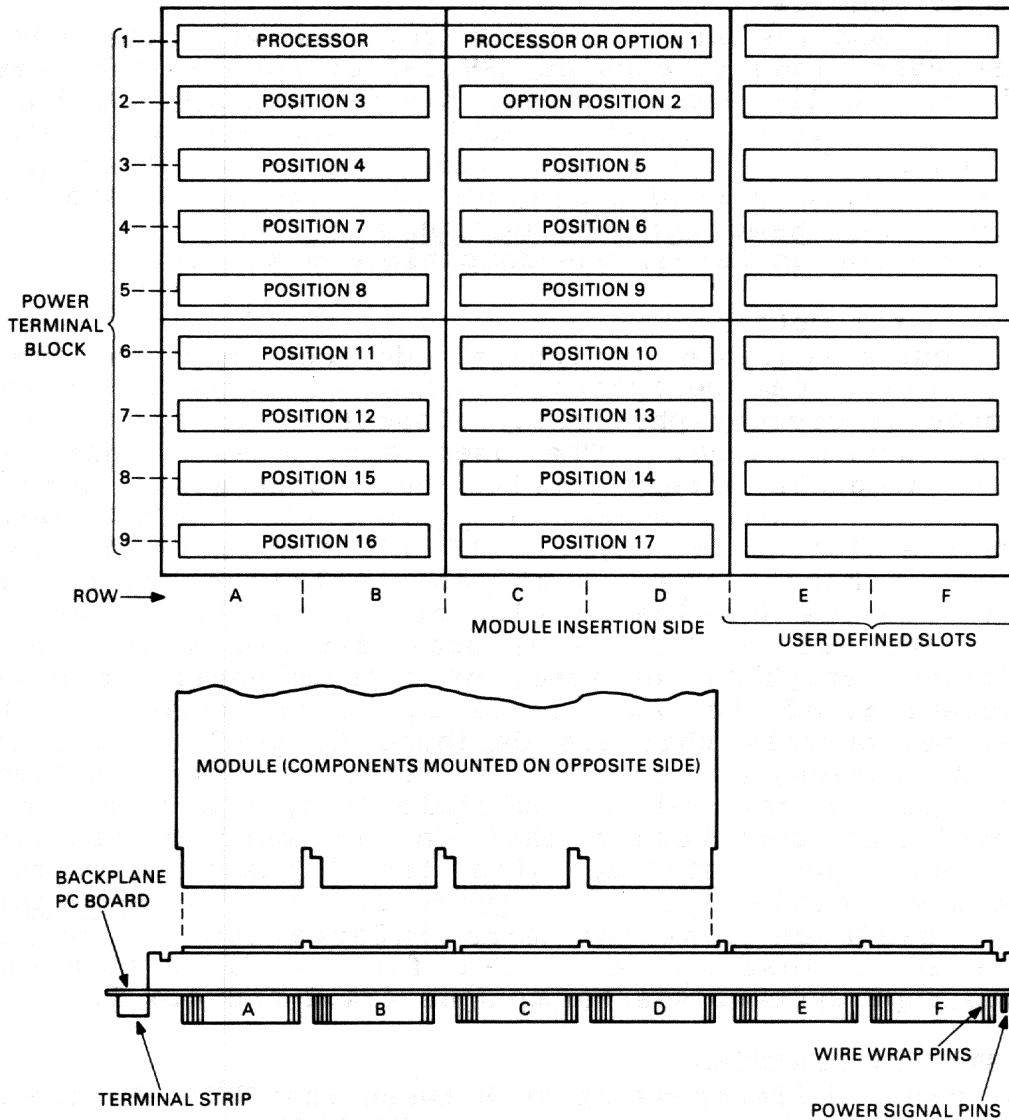 1 PROCESSOR PROCESSOR OR OPTION 1
2 POSITION 3 OPTION POSITION 2
3 POSITION 4 POSITION 5
4 POSITION 7 POSITION 6
5 POSITION 8 POSITION 9
POWER
TERMINAL
BLOCK
6 POSITION 11 POSITION 10
7 POSITION 12 POSITION 13
8 POSITION 15 POSITION 14
9 POSITION 16 POSITION 17
ROW A B C D E F
MODULE INSERTION SIDE
USER DEFINED SLOTS
MODULE (COMPONENTS MOUNTED ON OPPOSITE SIDE)
BACKPLANE
PC BOARD
A B C D E F
WIRE WRAP PINS
TERMINAL STRIP
POWER SIGNAL PINS